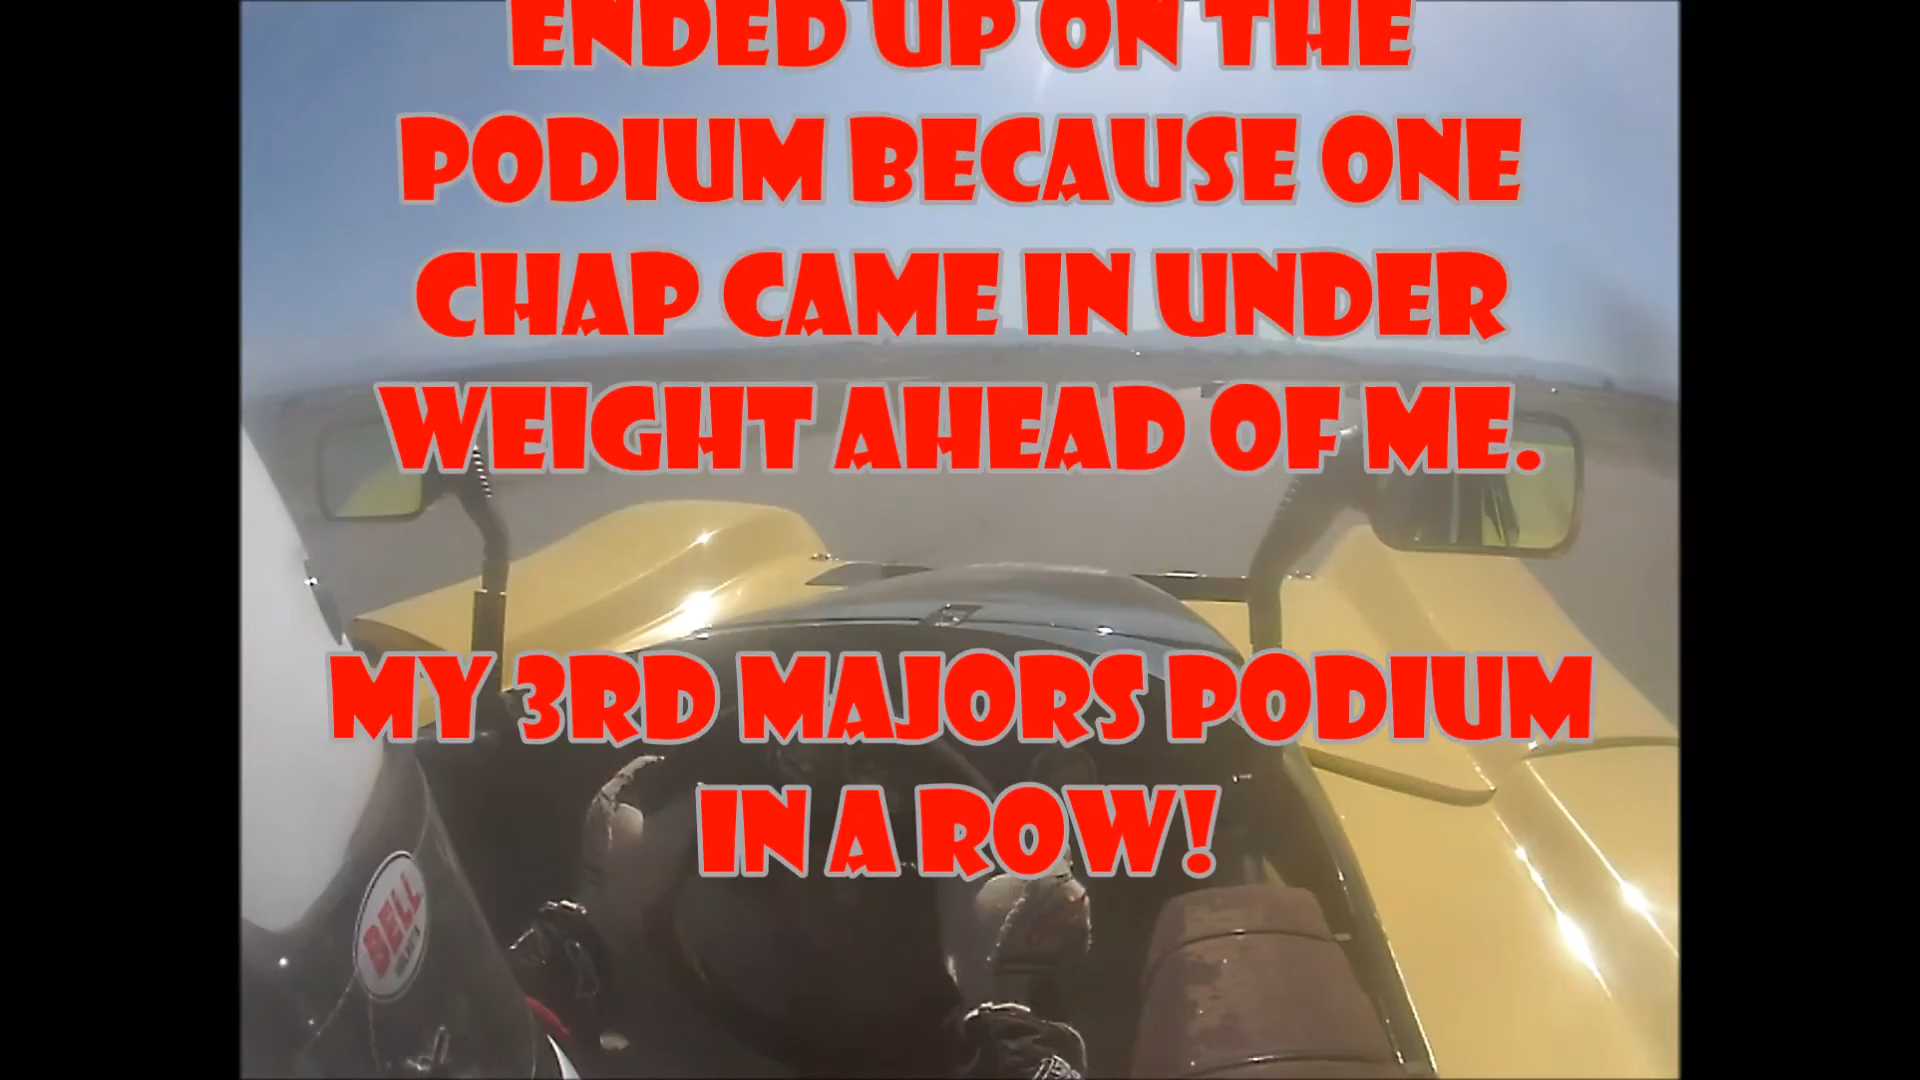 ENDED UP ON THE
PODIUM BECAUSE ONE
CHAP CAME IN UNDER
WEIGHT AHEAD OF ME.
MY 3RD MAJORS PODIUM
IN A ROW!
BELL